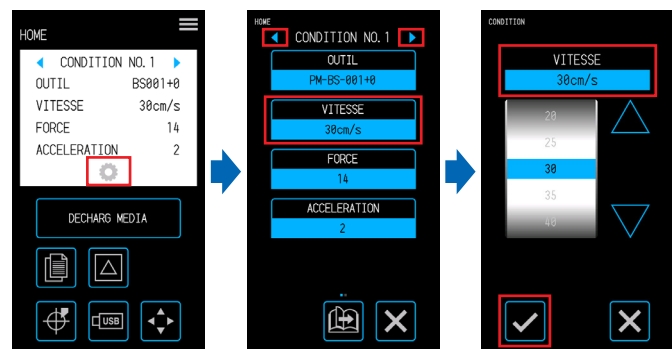 HOME
CONDITION NO. 1
OUTIL BS001+0
VITESSE 30cm/s
FORCE 14
ACCELERATION 2
DECHARG MEDIA
USB
HOME
CONDITION NO. 1
OUTIL
PM-BS-001+0
VITESSE
30cm/s
FORCE
14
ACCELERATION
2
CONDITION
VITESSE
30cm/s
20
25
30
35
40